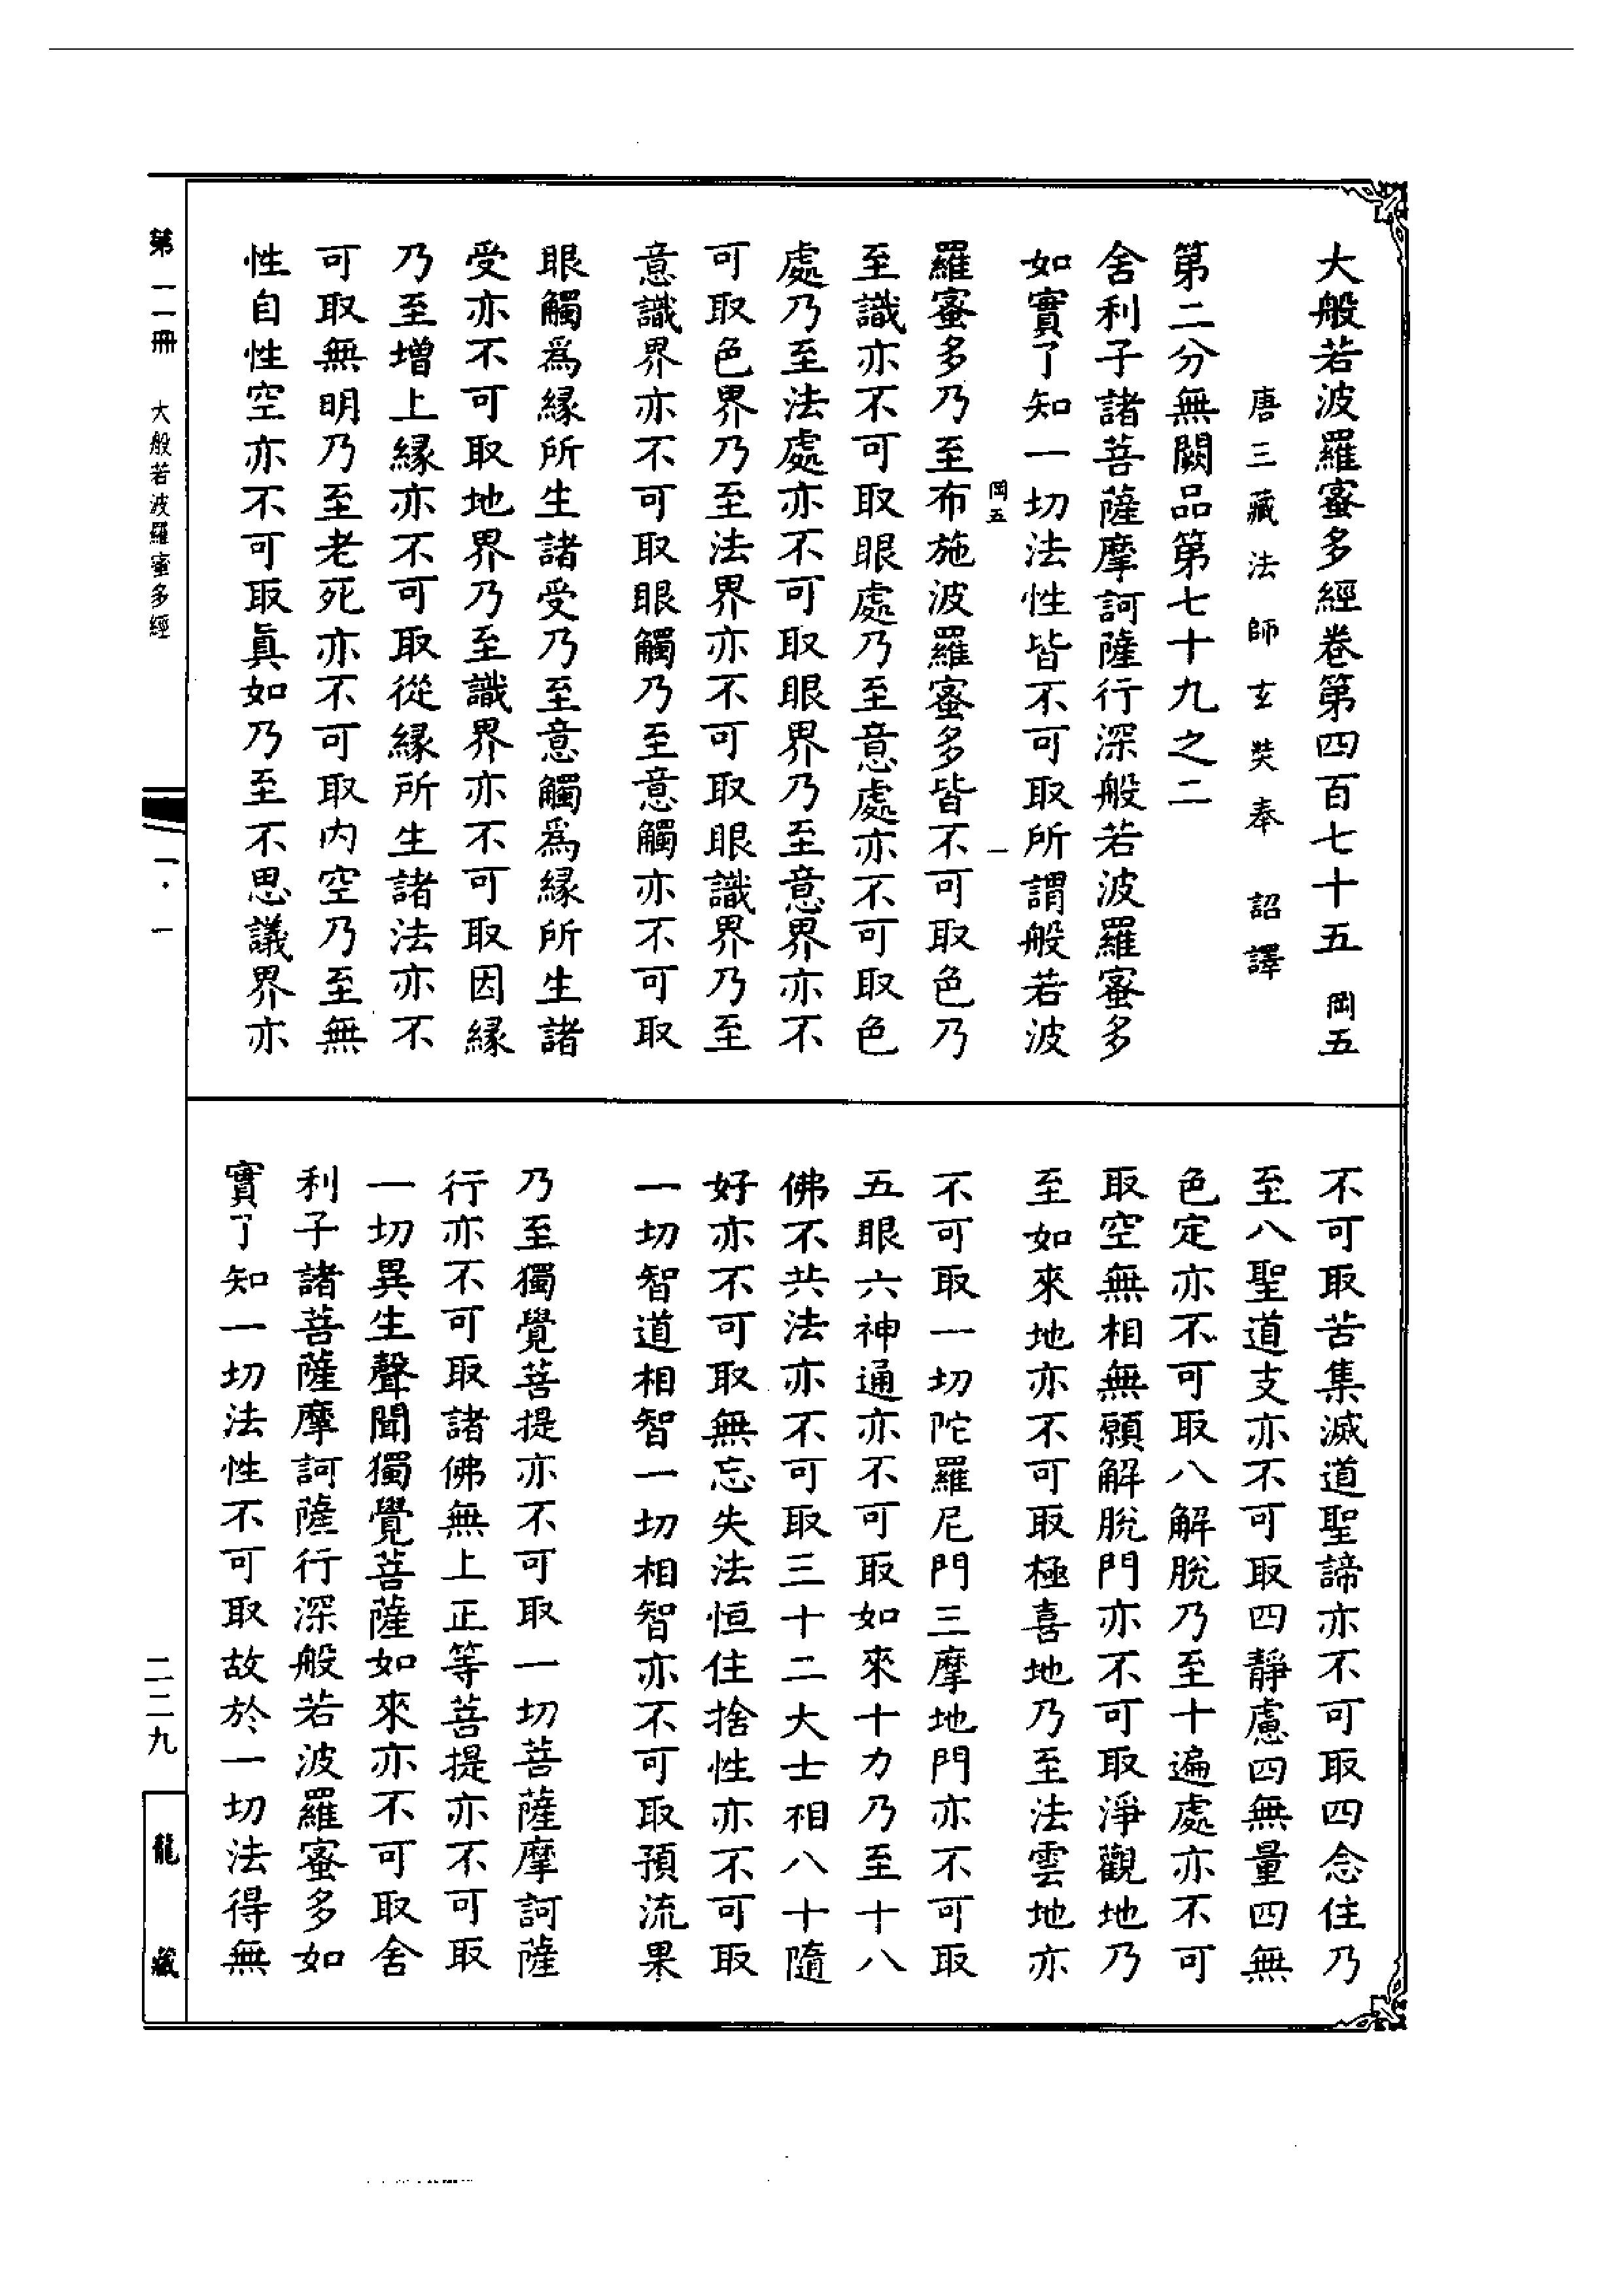 大般若波羅蜜多經卷第四百七十五　岡五
唐三藏法師玄奘奉　詔譯
第二分無闕品第七十九之二
舍利子諸菩薩摩訶薩行深般若波羅蜜多
如實了知一切法性皆不可取所謂般若波
岡五　一
羅蜜多乃至布施波羅蜜多皆不可取色乃
至識亦不可取眼處乃至意處亦不可取色
處乃至法處亦不可取眼界乃至意界亦不
可取色界乃至法界亦不可取眼識界乃至
意識界亦不可取眼觸乃至意觸亦不可取
眼觸爲緣所生諸受乃至意觸爲緣所生諸
受亦不可取地界乃至識界亦不可取因緣
乃至增上緣亦不可取從緣所生諸法亦不
可取無明乃至老死亦不可取內空乃至無
性自性空亦不可取眞如乃至不思議界亦
不可取苦集滅道聖諦亦不可取四念住乃
至八聖道支亦不可取四靜慮四無量四無
色定亦不可取八解脫乃至十遍處亦不可
取空無相無願解脫門亦不可取淨觀地乃
至如來地亦不可取極喜地乃至法雲地亦
不可取一切陀羅尼門三摩地門亦不可取
五眼六神通亦不可取如來十力乃至十八
佛不共法亦不可取三十二大士相八十隨
好亦不可取無忘失法恒住捨性亦不可取
一切智道相智一切相智亦不可取預流果
乃至獨覺菩提亦不可取一切菩薩摩訶薩
行亦不可取諸佛無上正等菩提亦不可取
一切異生聲聞獨覺菩薩如來亦不可取舍
利子諸菩薩摩訶薩行深般若波羅蜜多如
實了知一切法性不可取故於一切法得無
第一一冊　大般若波羅蜜多經
一·一
二二九
龍藏